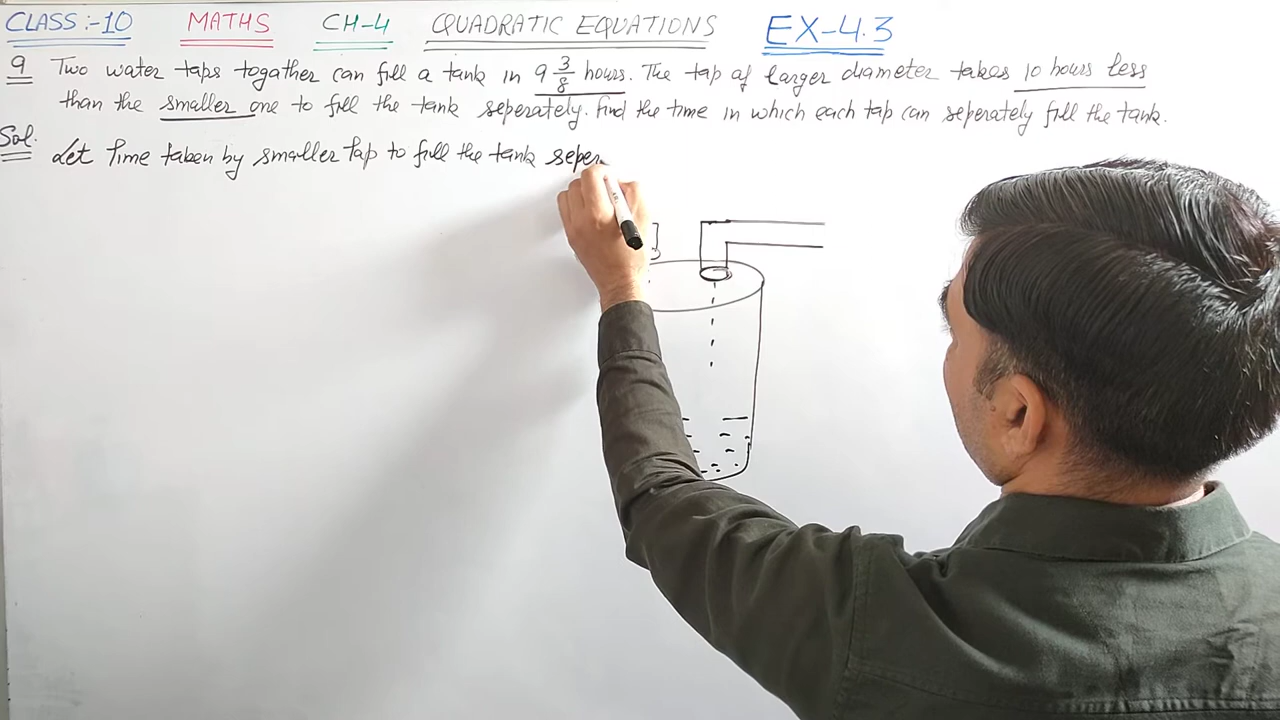 CLASS:-10 MATHS CH-4 QUADRATIC EQUATIONS EX-4.3
9 Two water taps togather can fill a tank in 9 3/8 hours. The tap of larger diameter takes 10 hours less
than the smaller one to fill the tank seperately. Find the time in which each tap can seperately fill the tank.
Sol. Let Time taken by smaller Tap to fill the tank seper